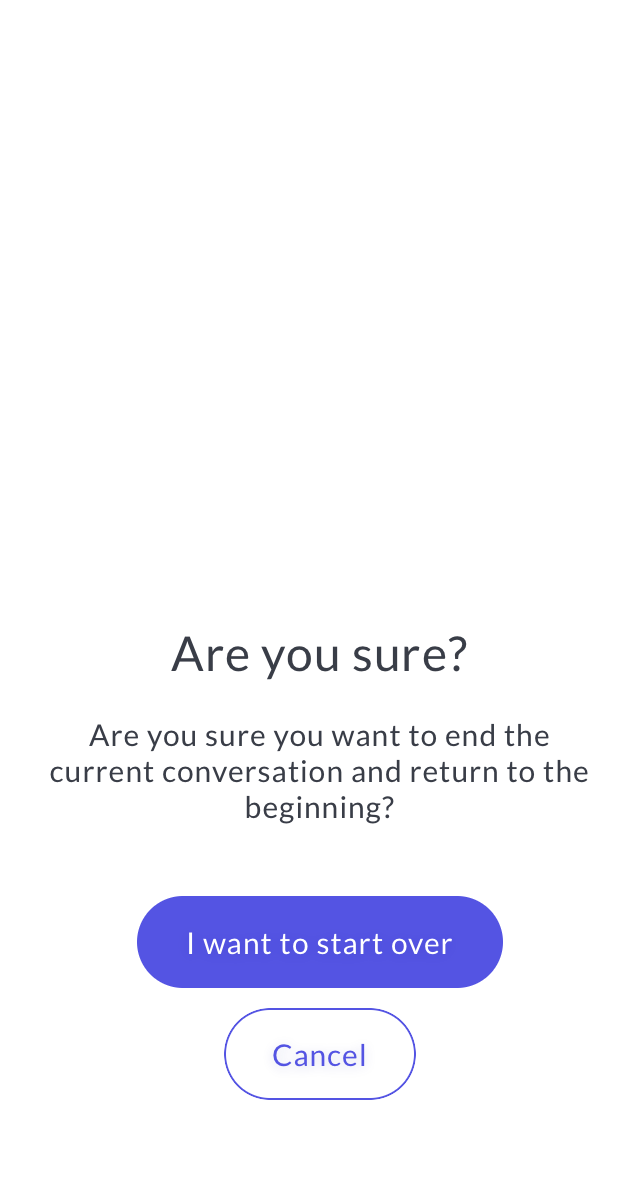 Are you sure?
Are you sure you want to end the
current conversation and return to the
beginning?
I want to start over
Cancel